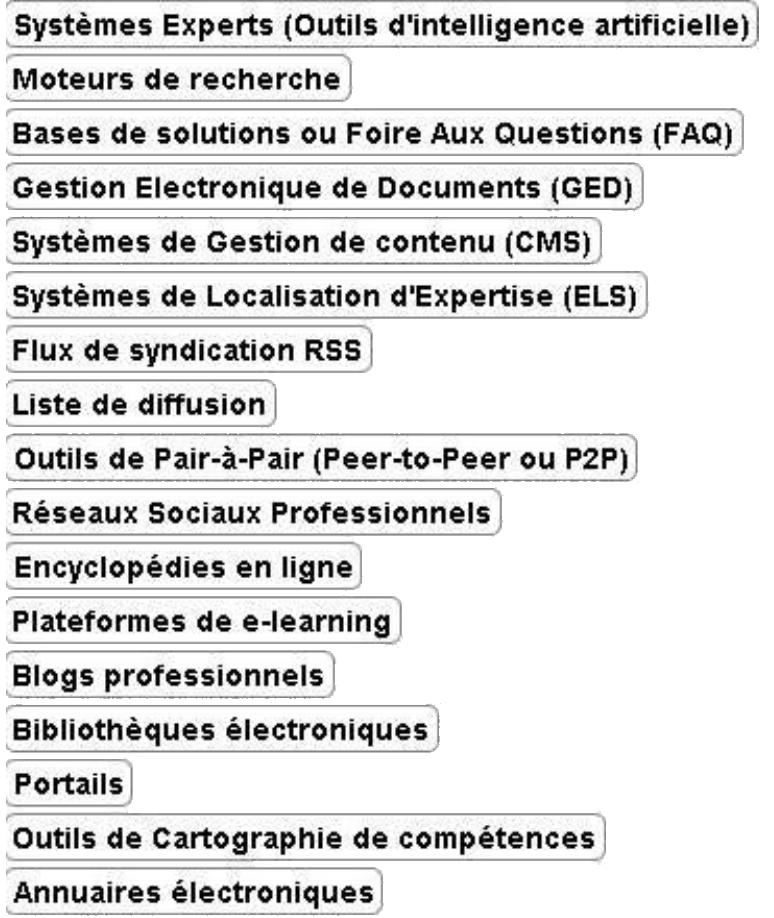 Systèmes Experts (Outils d'intelligence artificielle)
Moteurs de recherche
Bases de solutions ou Foire Aux Questions (FAQ)
Gestion Electronique de Documents (GED)
Systèmes de Gestion de contenu (CMS)
Systèmes de Localisation d'Expertise (ELS)
Flux de syndication RSS
Liste de diffusion
Outils de Pair-à-Pair (Peer-to-Peer ou P2P)
Réseaux Sociaux Professionnels
Encyclopédies en ligne
Plateformes de e-learning
Blogs professionnels
Bibliothèques électroniques
Portails
Outils de Cartographie de compétences
Annuaires électroniques